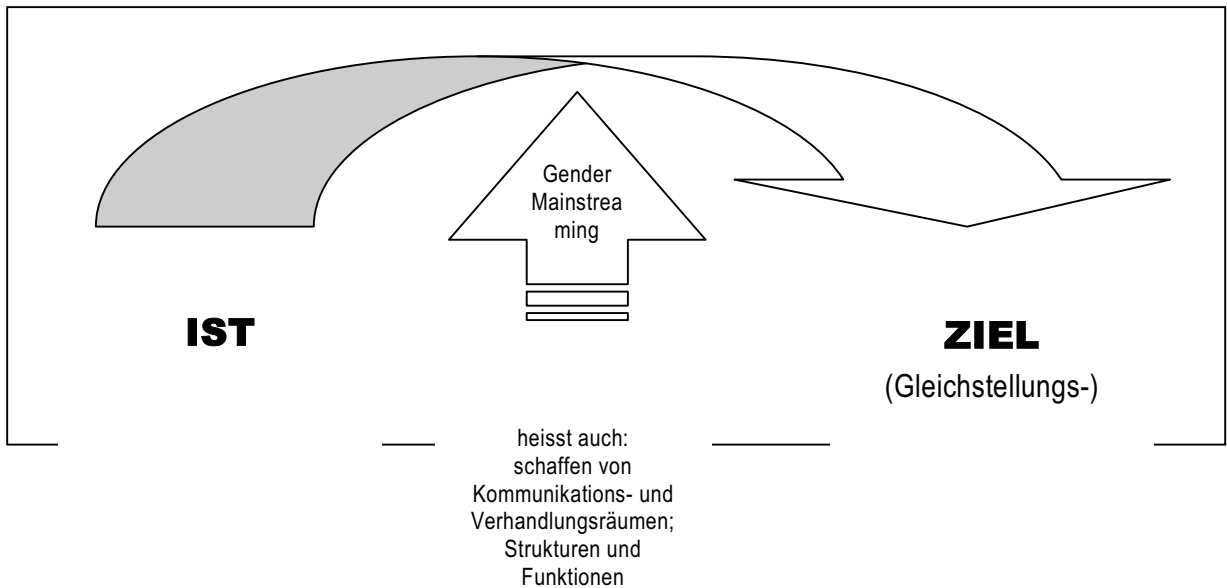 Gender
Mainstrea
ming
IST
ZIEL
(Gleichstellungs-)
heisst auch:
schaffen von
Kommunikations- und
Verhandlungsräumen;
Strukturen und
Funktionen